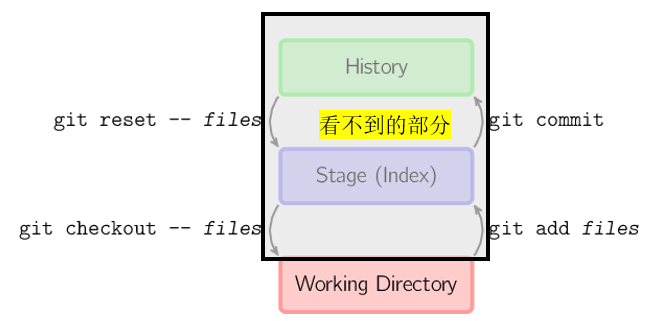 History
git reset -- files
看不到的部分
git commit
Stage (Index)
git checkout -- files
git add files
Working Directory